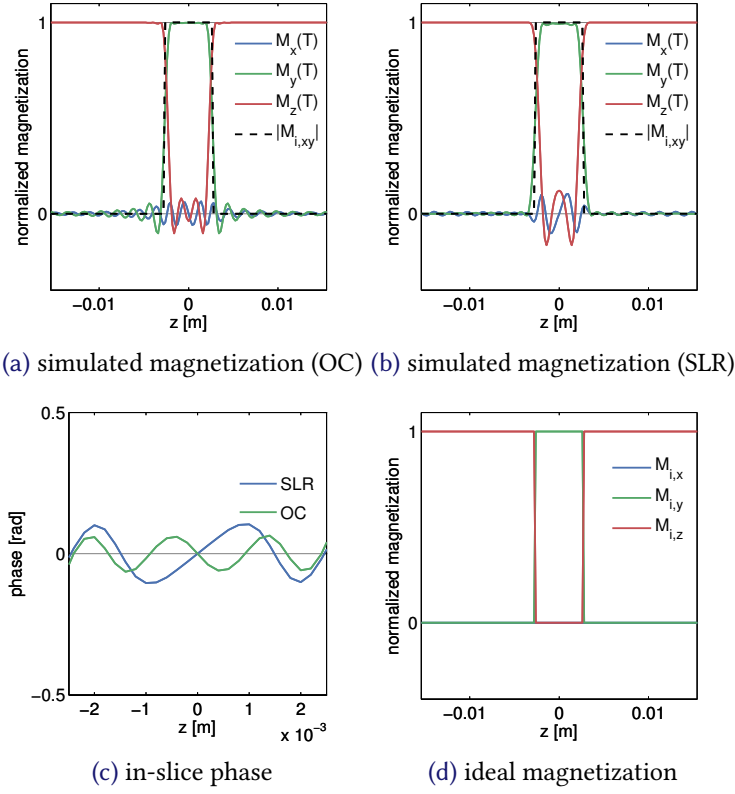 normalized magnetization
1
0
M_x(T)
M_y(T)
M_z(T)
|M_i,xy|
−0.01 0 0.01
z [m]
(a) simulated magnetization (OC)
normalized magnetization
1
0
M_x(T)
M_y(T)
M_z(T)
|M_i,xy|
−0.01 0 0.01
z [m]
(b) simulated magnetization (SLR)
phase [rad]
0.5
0
−0.5
SLR
OC
−2 −1 0 1 2
z [m]
x 10^−3
(c) in-slice phase
normalized magnetization
1
0
M_i,x
M_i,y
M_i,z
−0.01 0 0.01
z [m]
(d) ideal magnetization